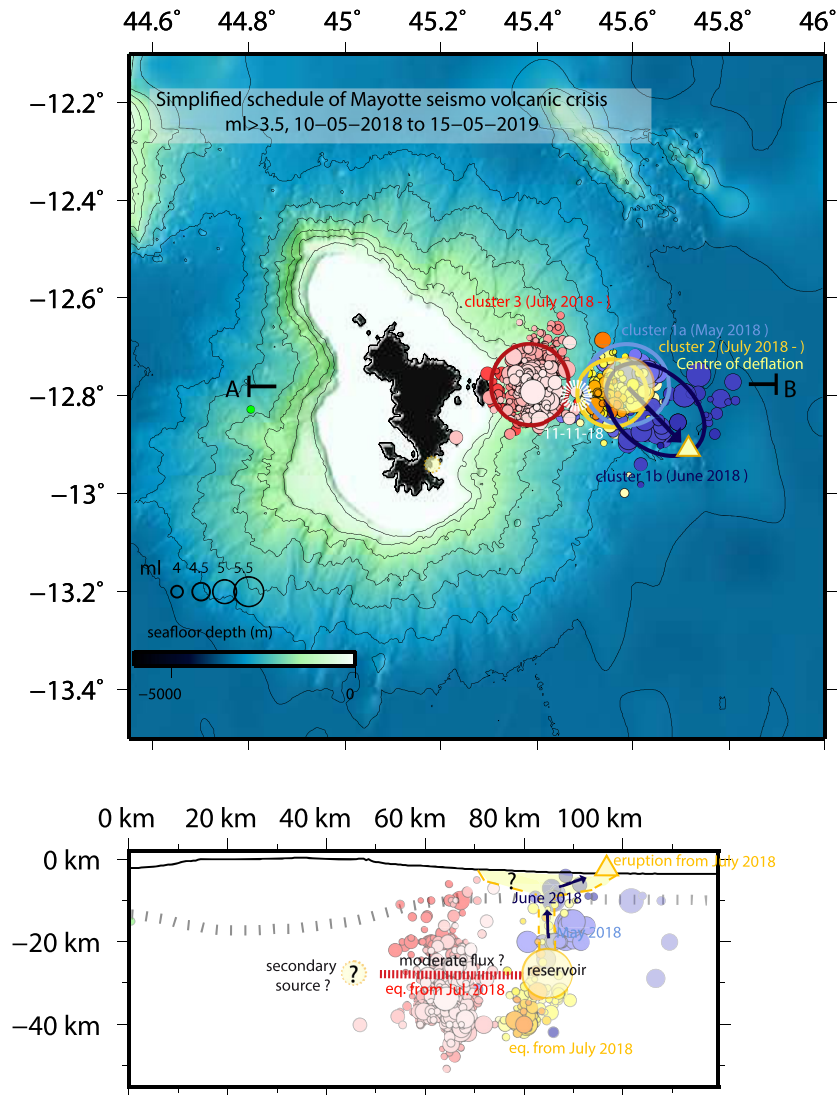 44.6˚ 44.8˚ 45˚ 45.2˚ 45.4˚ 45.6˚ 45.8˚ 46˚
Simplified schedule of Mayotte seismo volcanic crisis
ml>3.5, 10−05−2018 to 15−05−2019
−12.2˚
−12.4˚
−12.6˚
−12.8˚
−13˚
−13.2˚
−13.4˚
cluster 3 (July 2018 - )
cluster 1a (May 2018 )
cluster 2 (July 2018 - )
Centre of deflation
A
B
11-11-18
cluster 1b (June 2018 )
ml 4 4.5 5 5.5
seafloor depth (m)
−5000 0
0 km 20 km 40 km 60 km 80 km 100 km
0 km
−20 km
−40 km
eruption from July 2018
?
June 2018
May 2018
moderate flux ?
secondary
source ?
?
reservoir
eq. from Jul. 2018
eq. from July 2018